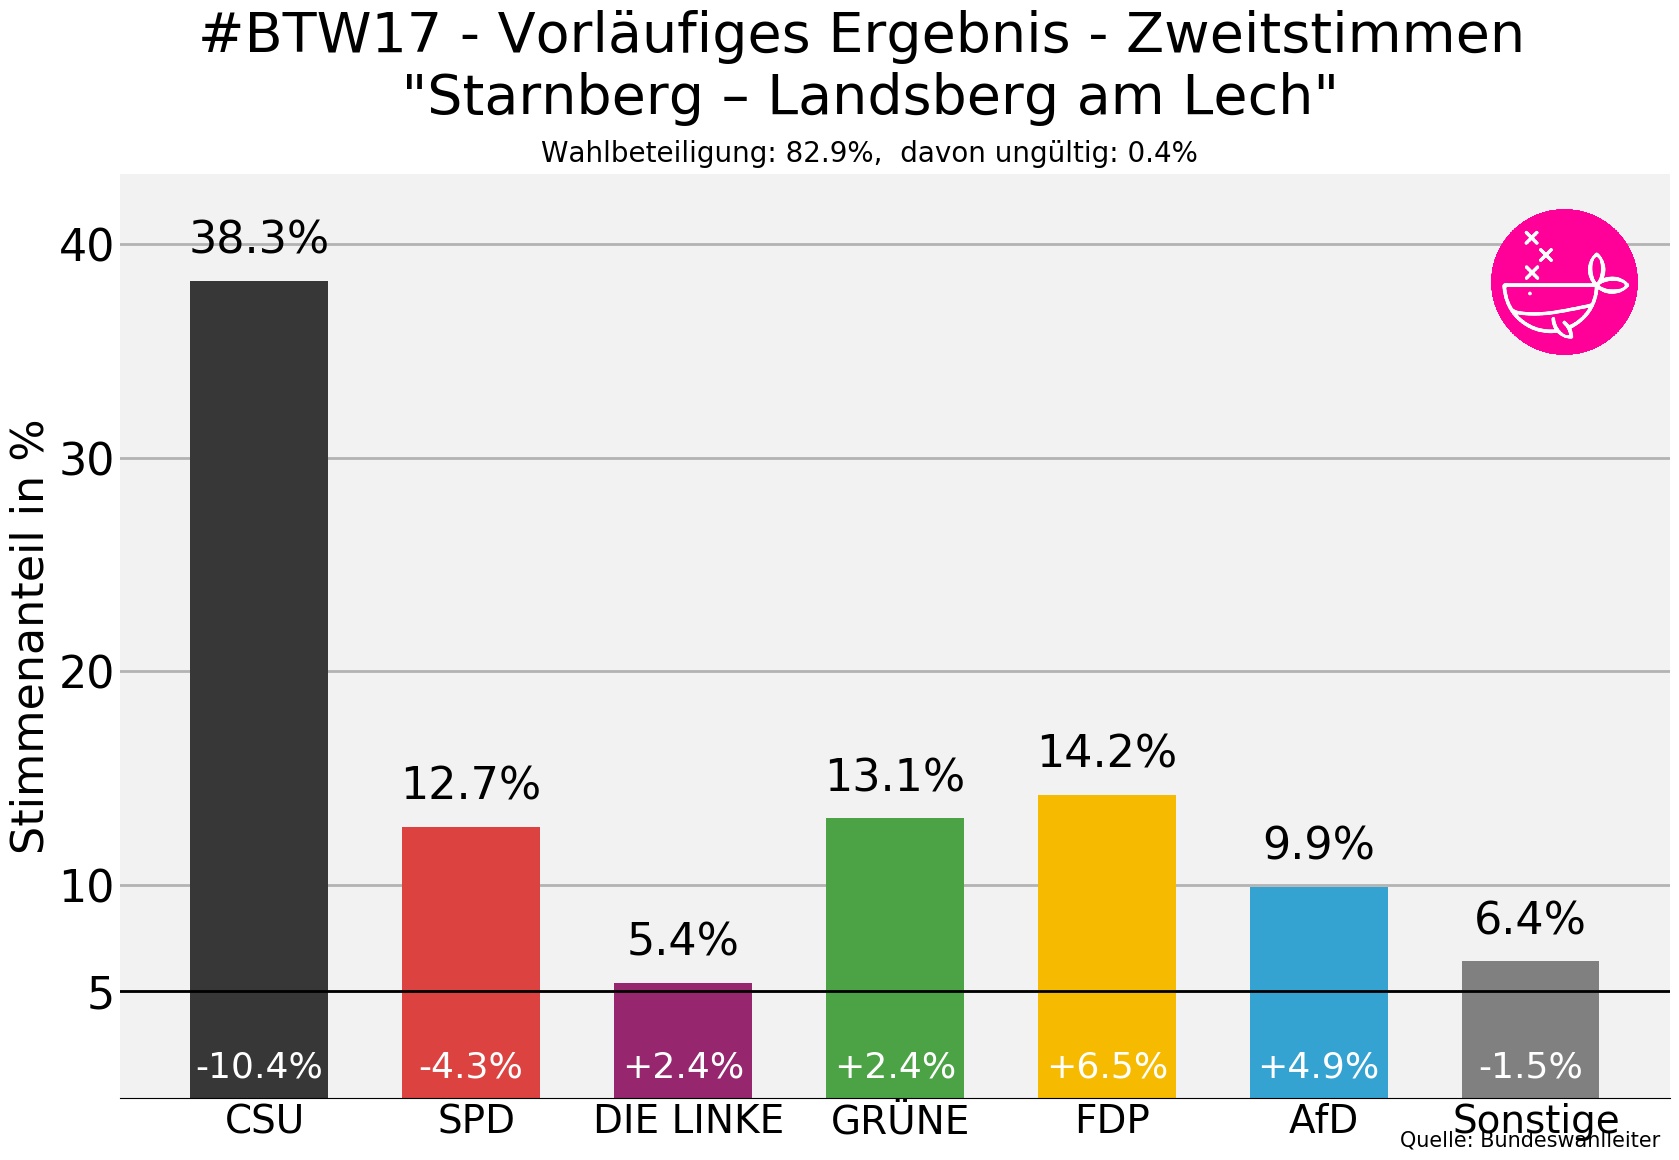 #BTW17 - Vorläufiges Ergebnis - Zweitstimmen
"Starnberg – Landsberg am Lech"
Wahlbeteiligung: 82.9%,  davon ungültig: 0.4%
Stimmenanteil in %
40
30
20
10
5
38.3%
12.7%
5.4%
13.1%
14.2%
9.9%
6.4%
-10.4%
-4.3%
+2.4%
+2.4%
+6.5%
+4.9%
-1.5%
CSU
SPD
DIE LINKE
GRÜNE
FDP
AfD
Sonstige
Quelle: Bundeswahlleiter